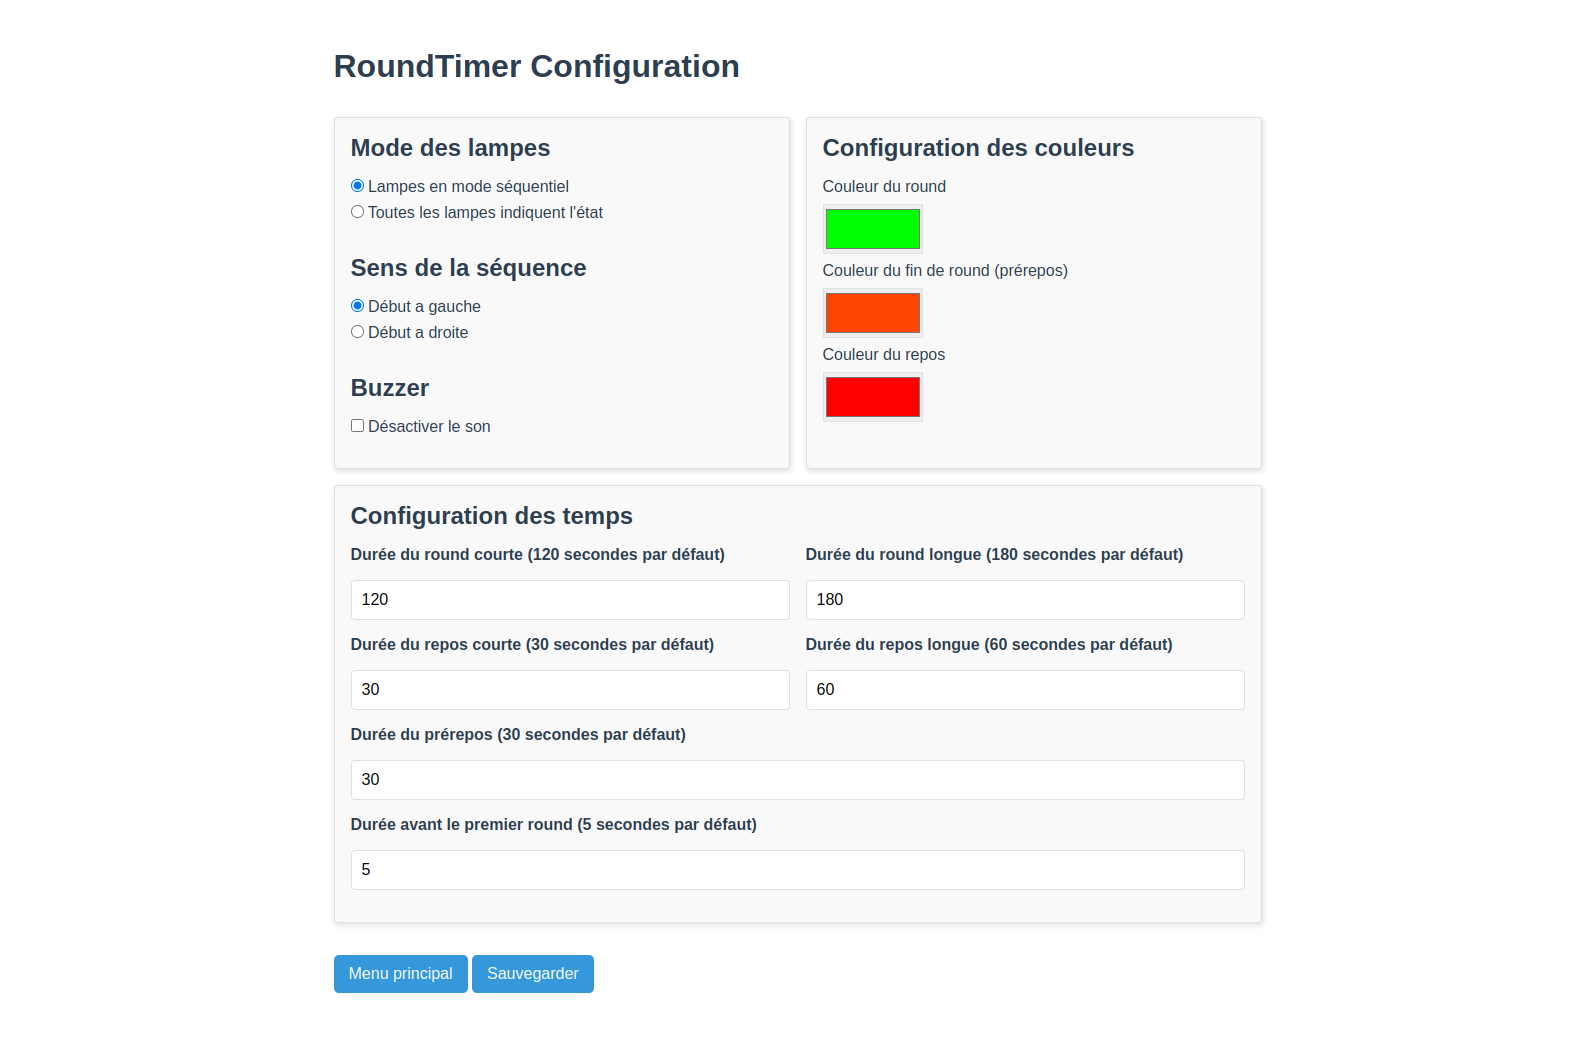 RoundTimer Configuration
Mode des lampes
Lampes en mode séquentiel
Toutes les lampes indiquent l'état
Sens de la séquence
Début a gauche
Début a droite
Buzzer
Désactiver le son
Configuration des couleurs
Couleur du round
Couleur du fin de round (prérepos)
Couleur du repos
Configuration des temps
Durée du round courte (120 secondes par défaut)
120
Durée du round longue (180 secondes par défaut)
180
Durée du repos courte (30 secondes par défaut)
30
Durée du repos longue (60 secondes par défaut)
60
Durée du prérepos (30 secondes par défaut)
30
Durée avant le premier round (5 secondes par défaut)
5
Menu principal
Sauvegarder